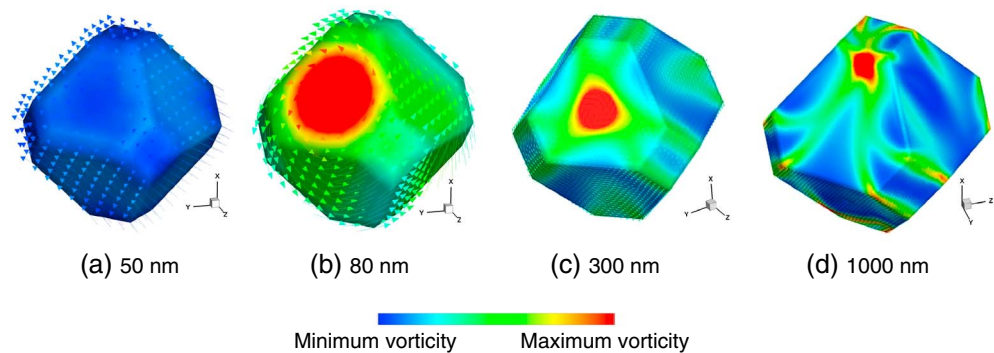 X
Y
Z
X
Y
Z
X
Y
Z
X
Z
Y
(a) 50 nm
(b) 80 nm
(c) 300 nm
(d) 1000 nm
Minimum vorticity
Maximum vorticity